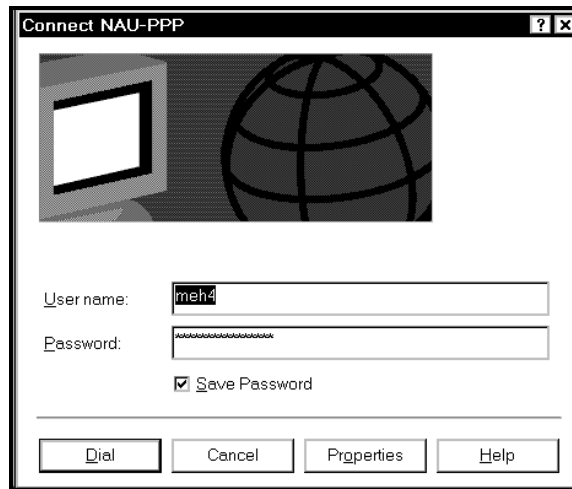 Connect NAU-PPP
User name: meh4
Password: ****************
Save Password
Dial Cancel Properties Help